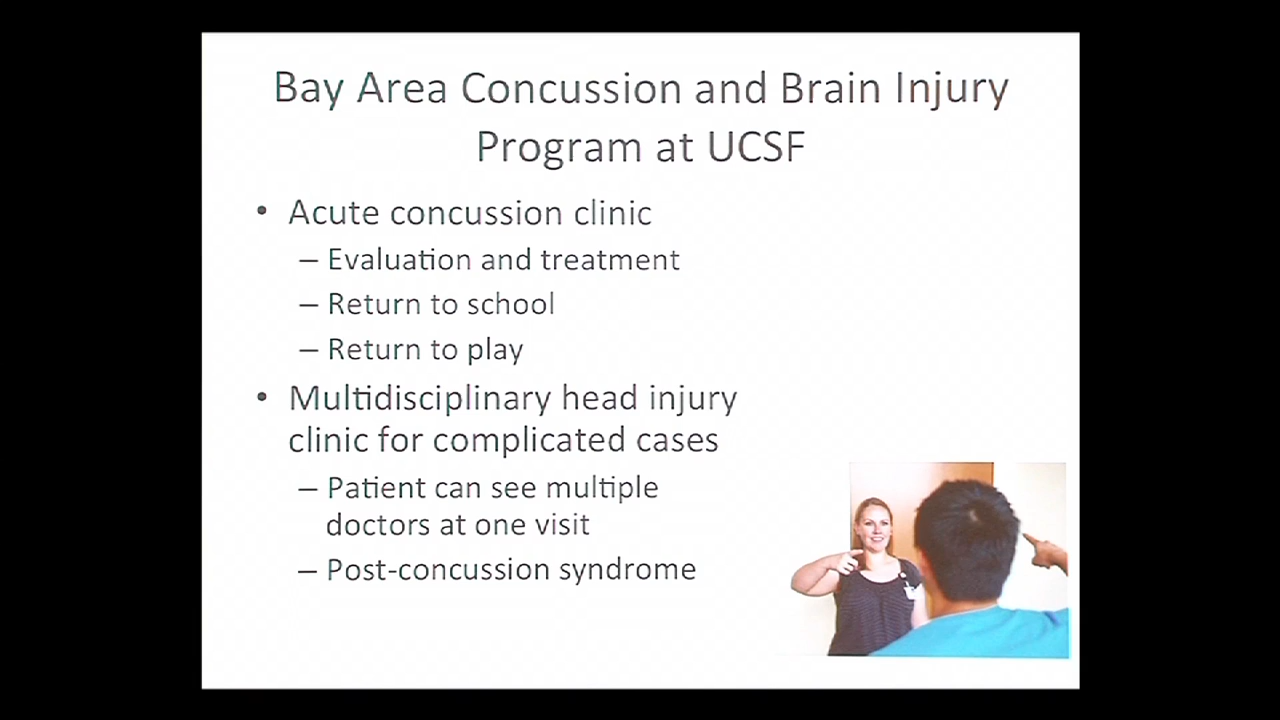 Bay Area Concussion and Brain Injury
Program at UCSF
• Acute concussion clinic
– Evaluation and treatment
– Return to school
– Return to play
• Multidisciplinary head injury
clinic for complicated cases
– Patient can see multiple
doctors at one visit
– Post-concussion syndrome